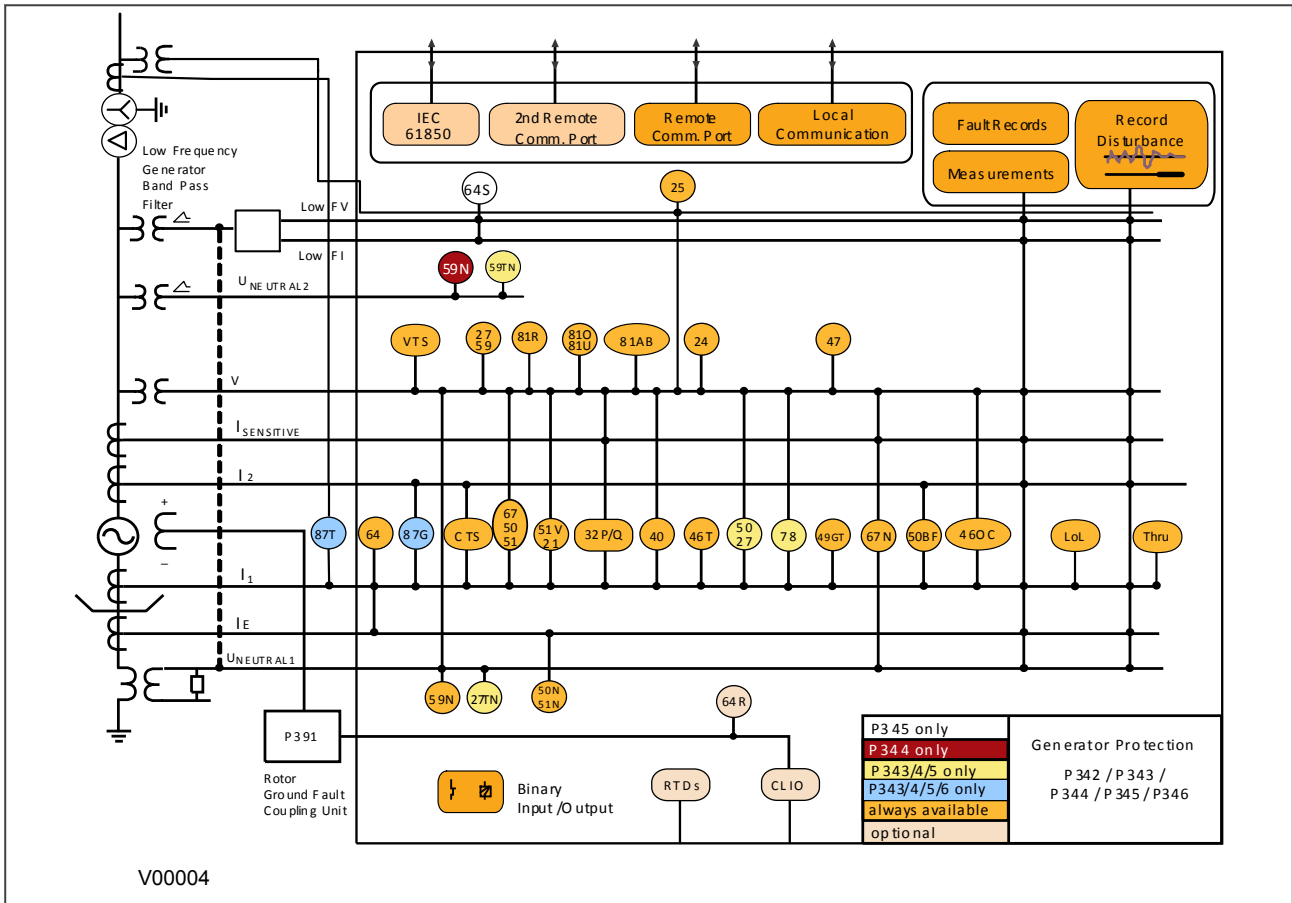 IEC
61850
2nd Remote
Comm. Port
Remote
Comm. Port
Local
Communication
Fault Records
Measurements
Record
Disturbance
Low Frequency
Generator
Band Pass
Filter
64S
25
Low FV
Low FI
59N
59TN
UNEUTRAL2
VTS
27
59
81R
81O
81U
81AB
24
47
V
ISENSITIVE
I2
+
−
87T
64
87G
CTS
67
50
51
51V
21
32P/Q
40
46T
50
27
78
49GT
67N
50BF
46OC
LoL
Thru
I1
IE
UNEUTRAL1
59N
27TN
50N
51N
64R
P391
Rotor
Ground Fault
Coupling Unit
Binary
Input/Output
RTDs
CLIO
P345 only
P344 only
P343/4/5 only
P343/4/5/6 only
always available
optional
Generator Protection
P342 / P343 /
P344 / P345 / P346
V00004